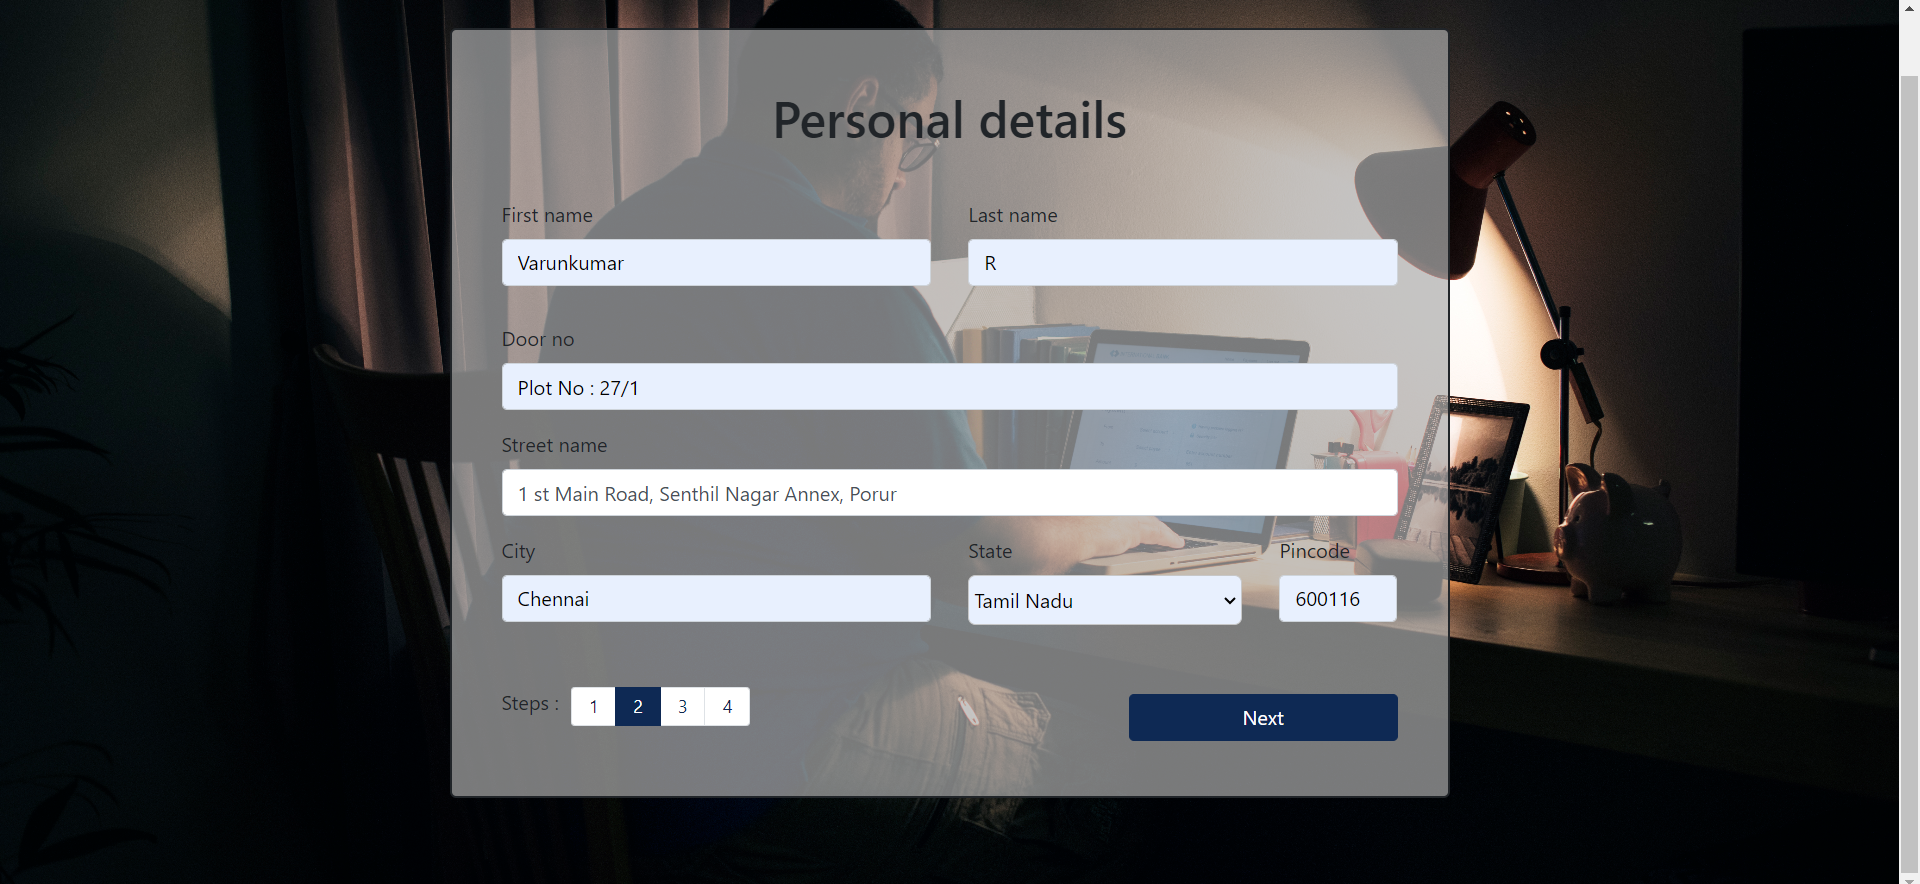 Personal details
First name Last name
Varunkumar R
Door no
Plot No : 27/1
Street name
1 st Main Road, Senthil Nagar Annex, Porur
City State Pincode
Chennai Tamil Nadu 600116
Steps : 1 2 3 4 Next